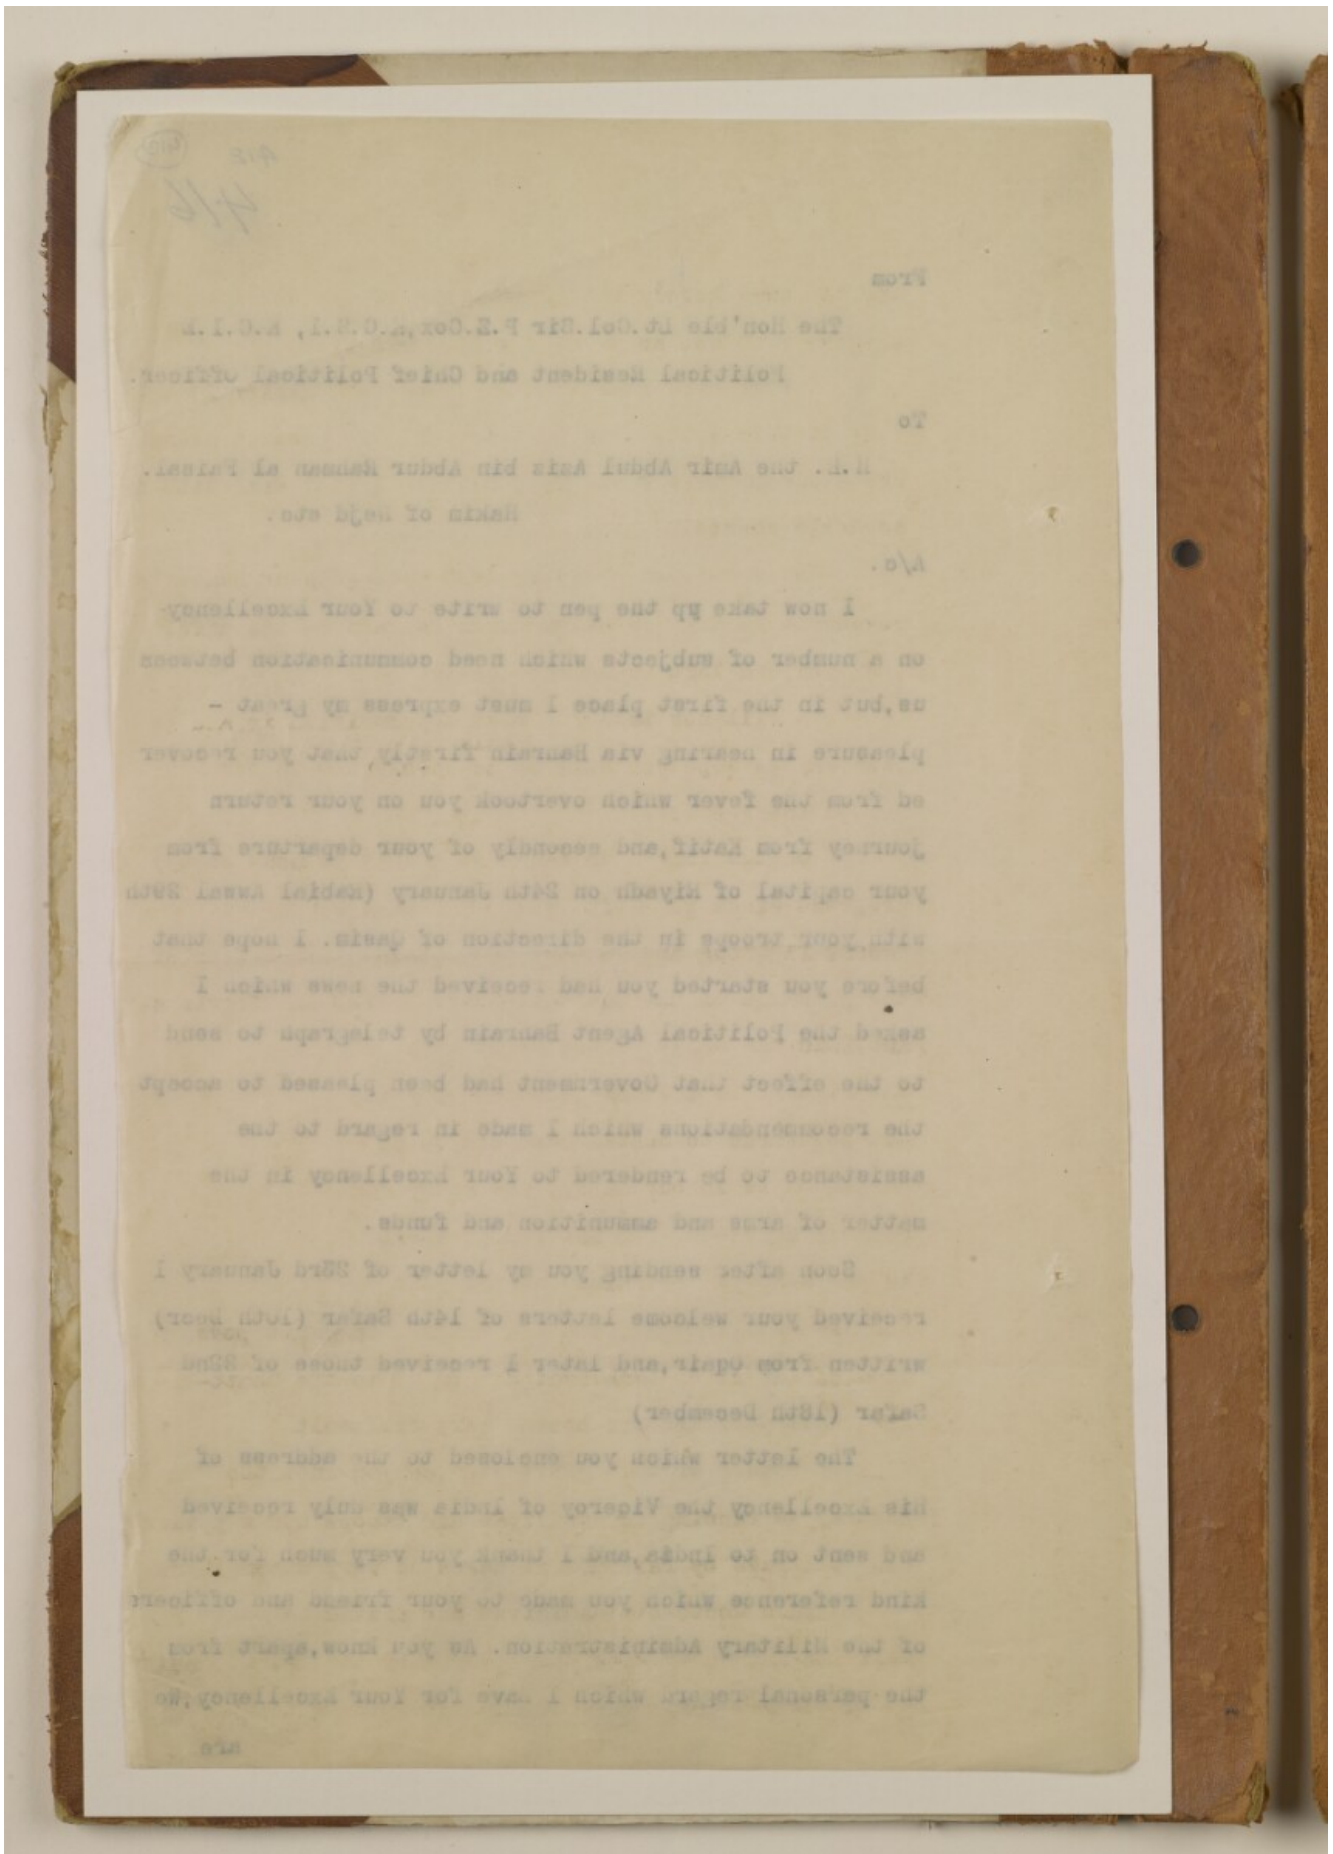 412
416
From
The Hon'ble Lt.Col.Sir P.Z.Cox,K.C.S.I, K.C.I.E
Political Resident and Chief Political Officer.
To
H.E. the Amir Abdul Aziz bin Abdur Rahman al Faisal.
Hakim of Nejd etc.
A/c.
I now take up the pen to write to Your Excellency
on a number of subjects which need communication between
us,but in the first place I must express my great -
pleasure in hearing via Bahrain firstly that you recover
ed from the fever which overtook you on your return
journey from Katif,and secondly of your departure from
your capital of Riyadh on 24th January (Rabial Awwal 29th
with your troops in the direction of Qasim. I hope that
before you started you had received the news which I
asked the Political Agent Bahrain by telegraph to send
to the effect that Government had been pleased to accept
the recommendations which I made in regard to the
assistance to be rendered to Your Excellency in the
matter of arms and ammunition and funds.
Soon after sending you my letter of 23rd January I
received your welcome letters of 14th Safar (10th Decr)
written from Oqair,and later I received those of 22nd
Safar (18th December)
The letter which you enclosed to the address of
his Excellency the Viceroy of India was duly received
and sent on to India,and I thank you very much for the
kind reference which you made to your friend and officers
of the Military Administration. As you know,apart from
the personal regard which I have for Your Excellency,We
are